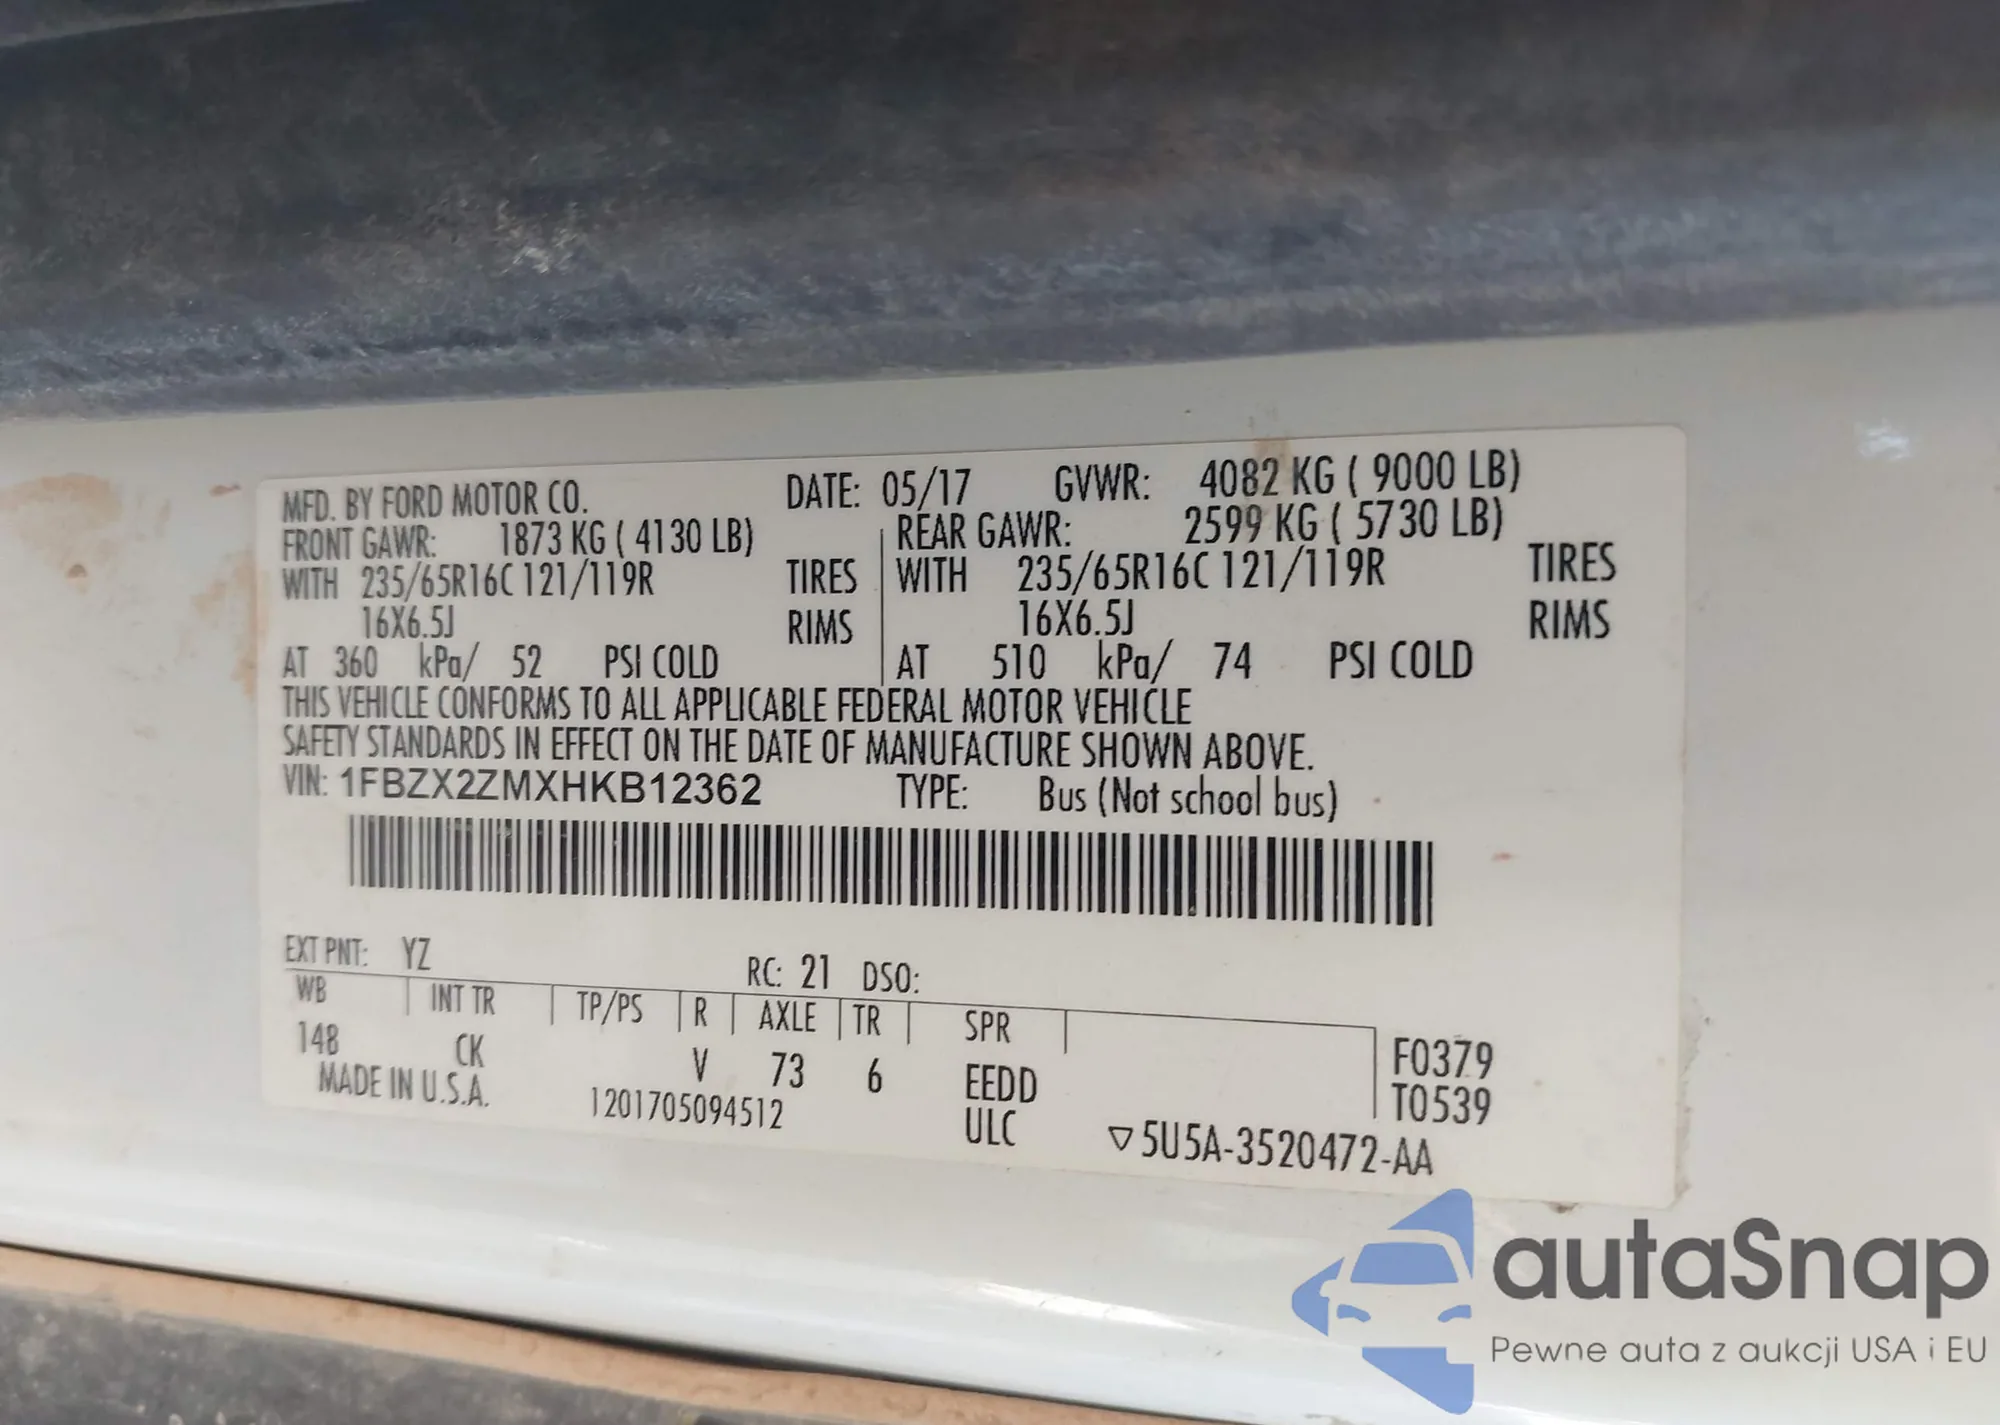 MFD. BY FORD MOTOR CO. DATE: 05/17 GVWR: 4082 KG ( 9000 LB)
FRONT GAWR: 1873 KG ( 4130 LB) REAR GAWR: 2599 KG ( 5730 LB)
WITH 235/65R16C 121/119R TIRES WITH 235/65R16C 121/119R TIRES
16X6.5J RIMS 16X6.5J RIMS
AT 360 kPa/ 52 PSI COLD AT 510 kPa/ 74 PSI COLD
THIS VEHICLE CONFORMS TO ALL APPLICABLE FEDERAL MOTOR VEHICLE
SAFETY STANDARDS IN EFFECT ON THE DATE OF MANUFACTURE SHOWN ABOVE.
VIN: 1FBZX2ZMXHKB12362 TYPE: Bus (Not school bus)
EXT PNT: YZ RC: 21 DSO:
WB INT TR TP/PS R AXLE TR SPR
148 CK V 73 6 EEDD F0379
MADE IN U.S.A. 1201705094512 ULC T0539
▽5U5A-3520472-AA
autaSnap
Pewne auta z aukcji USA i EU